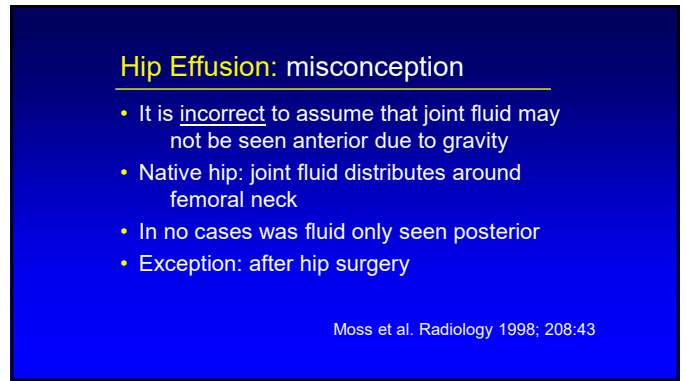 Hip Effusion: misconception
• It is incorrect to assume that joint fluid may
not be seen anterior due to gravity
• Native hip: joint fluid distributes around
femoral neck
• In no cases was fluid only seen posterior
• Exception: after hip surgery
Moss et al. Radiology 1998; 208:43